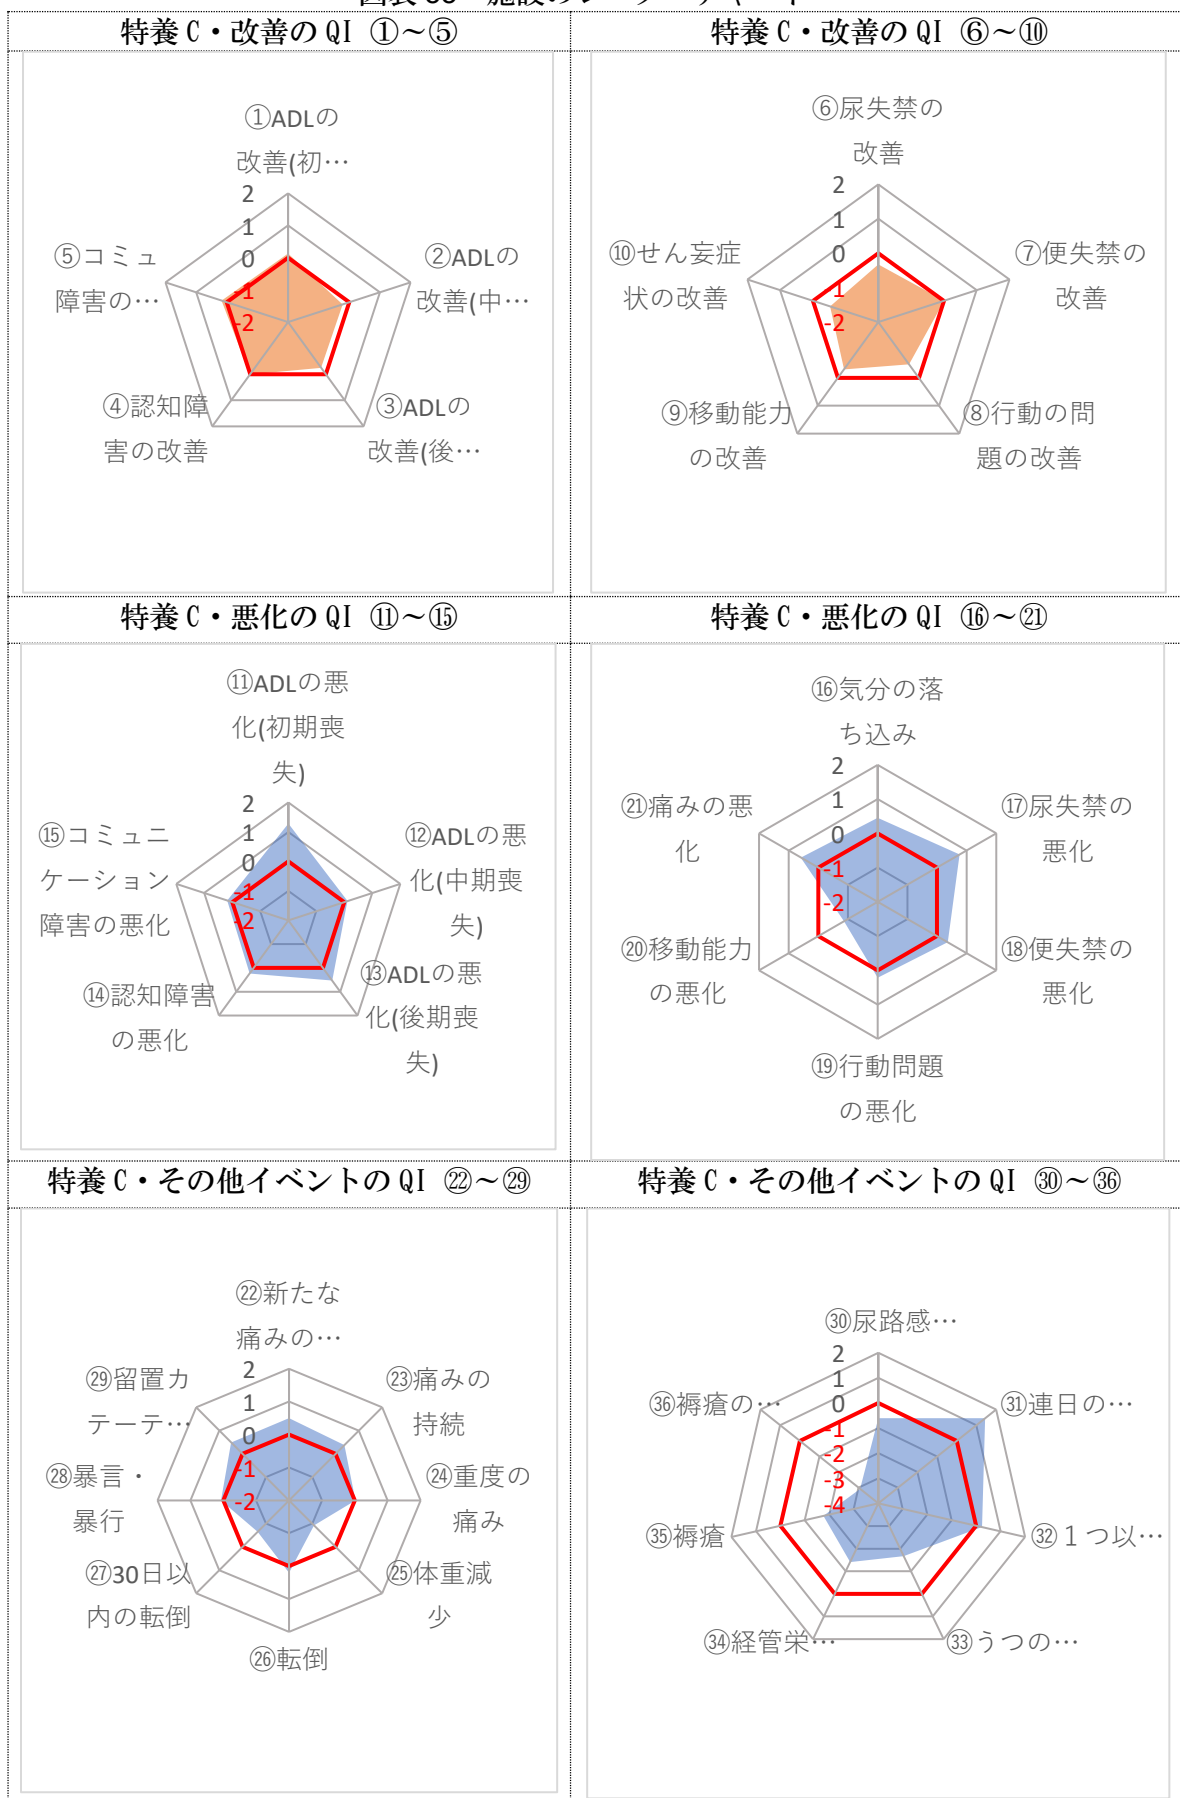 特養 C・改善の QI ①～⑤
特養 C・改善の QI ⑥～⑩
①ADLの
改善(初…
2
1
0
-1
-2
②ADLの
改善(中…
③ADLの
改善(後…
④認知障
害の改善
⑤コミュ
障害の…
⑥尿失禁の
改善
2
1
0
-1
-2
⑦便失禁の
改善
⑧行動の問
題の改善
⑨移動能力
の改善
⑩せん妄症
状の改善
特養 C・悪化の QI ⑪～⑮
特養 C・悪化の QI ⑯～㉑
⑪ADLの悪
化(初期喪
失)
2
1
0
-1
-2
⑫ADLの悪
化(中期喪
失)
⑬ADLの悪
化(後期喪
失)
⑭認知障害
の悪化
⑮コミュニ
ケーション
障害の悪化
⑯気分の落
ち込み
2
1
0
-1
-2
⑰尿失禁の
悪化
⑱便失禁の
悪化
⑲行動問題
の悪化
⑳移動能力
の悪化
㉑痛みの悪
化
特養 C・その他イベントの QI ㉒～㉙
特養 C・その他イベントの QI ㉚～㊱
㉒新たな
痛みの…
2
1
0
-1
-2
㉓痛みの
持続
㉔重度の
痛み
㉕体重減
少
㉖転倒
㉗30日以
内の転倒
㉘暴言・
暴行
㉙留置カ
テーテ…
㉚尿路感…
2
1
0
-1
-2
-3
-4
㉛連日の…
㉜１つ以…
㉝うつの…
㉞経管栄…
㉟褥瘡
㊱褥瘡の…